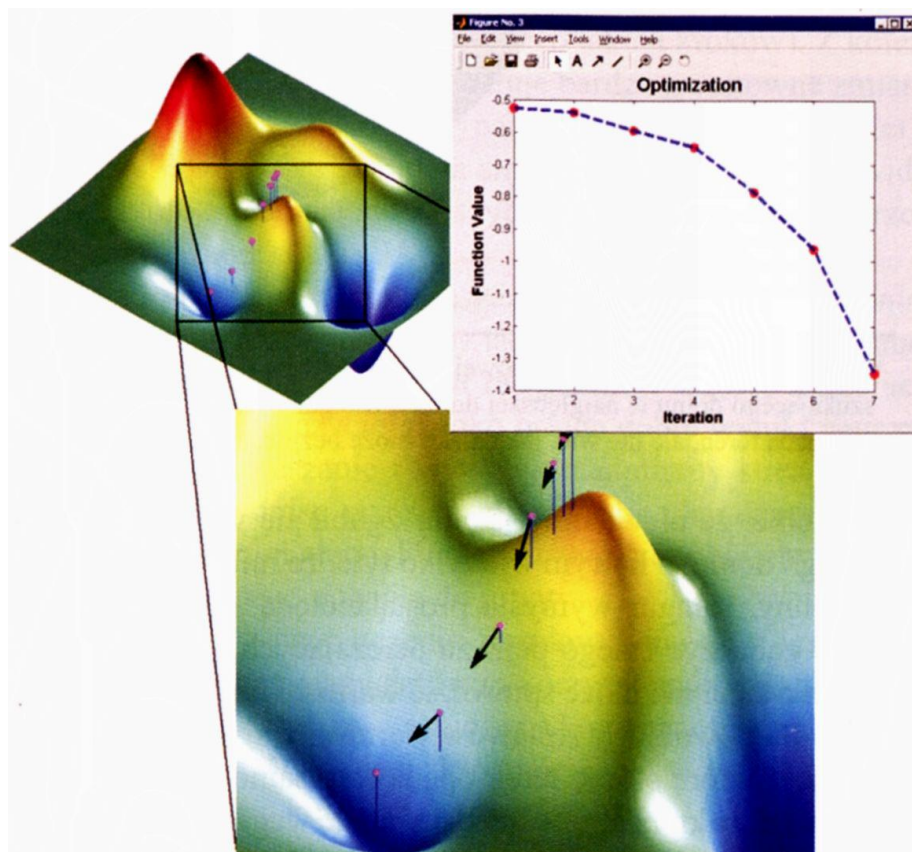 Figure No. 3
File Edit View Insert Tools Window Help
A
Optimization
-0.5
-0.6
-0.7
-0.8
-0.9
-1
-1.1
-1.2
-1.3
-1.4
Function Value
1 2 3 4 5 6 7
Iteration